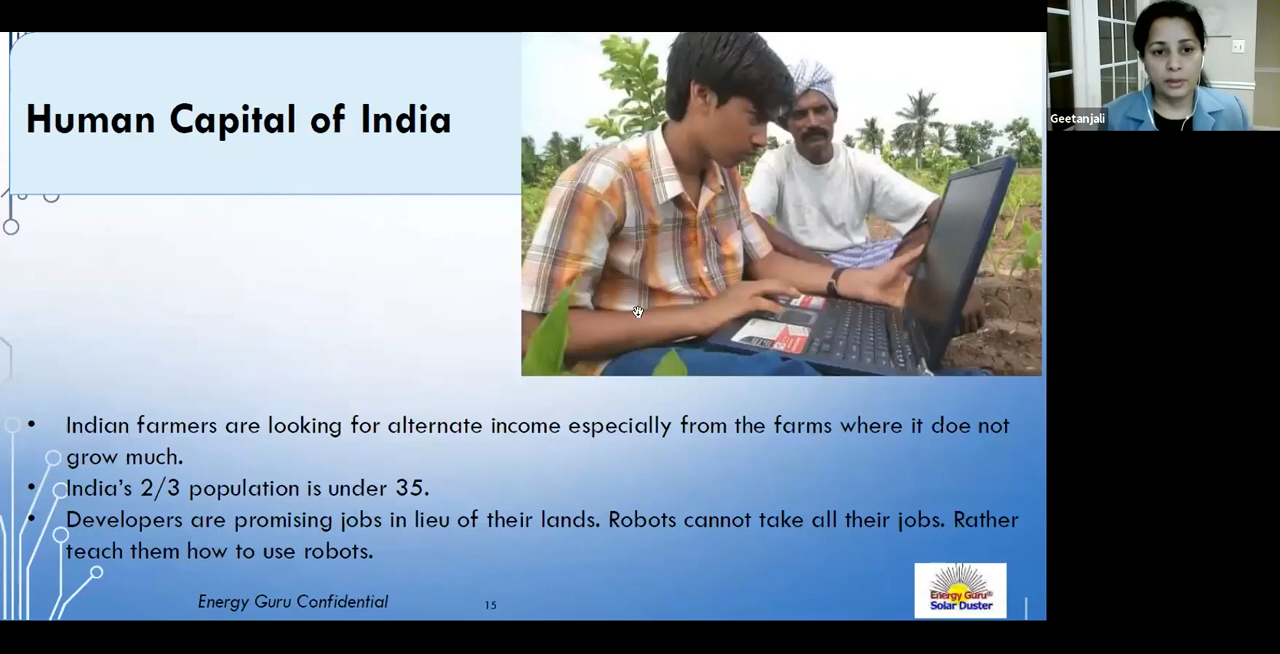 Human Capital of India
Geetanjali
• Indian farmers are looking for alternate income especially from the farms where it doe not
grow much.
• India's 2/3 population is under 35.
• Developers are promising jobs in lieu of their lands. Robots cannot take all their jobs. Rather
teach them how to use robots.
Energy Guru Confidential
15
Energy Guru®
Solar Duster